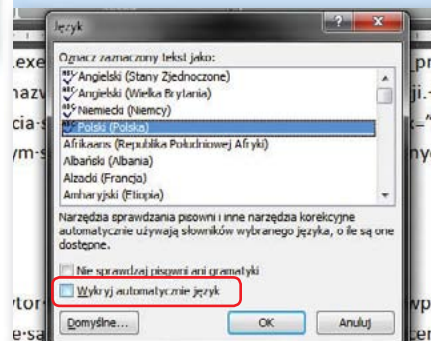 Język
Oznacz zaznaczony tekst jako:
Angielski (Stany Zjednoczone)
Angielski (Wielka Brytania)
Niemiecki (Niemcy)
Polski (Polska)
Afrikaans (Republika Południowej Afryki)
Albański (Albania)
Alzacki (Francja)
Amharyjski (Etiopia)
Narzędzia sprawdzania pisowni i inne narzędzia korekcyjne
automatycznie używają słowników wybranego języka, o ile są one
dostępne.
Nie sprawdzaj pisowni ani gramatyki
Wykryj automatycznie język
Domyślne... OK Anuluj